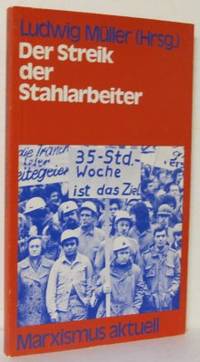 Ludwig Müller (Hrsg.)
Der Streik
der
Stahlarbeiter
35-Std.-
Woche
ist das Ziel
Marxismus aktuell